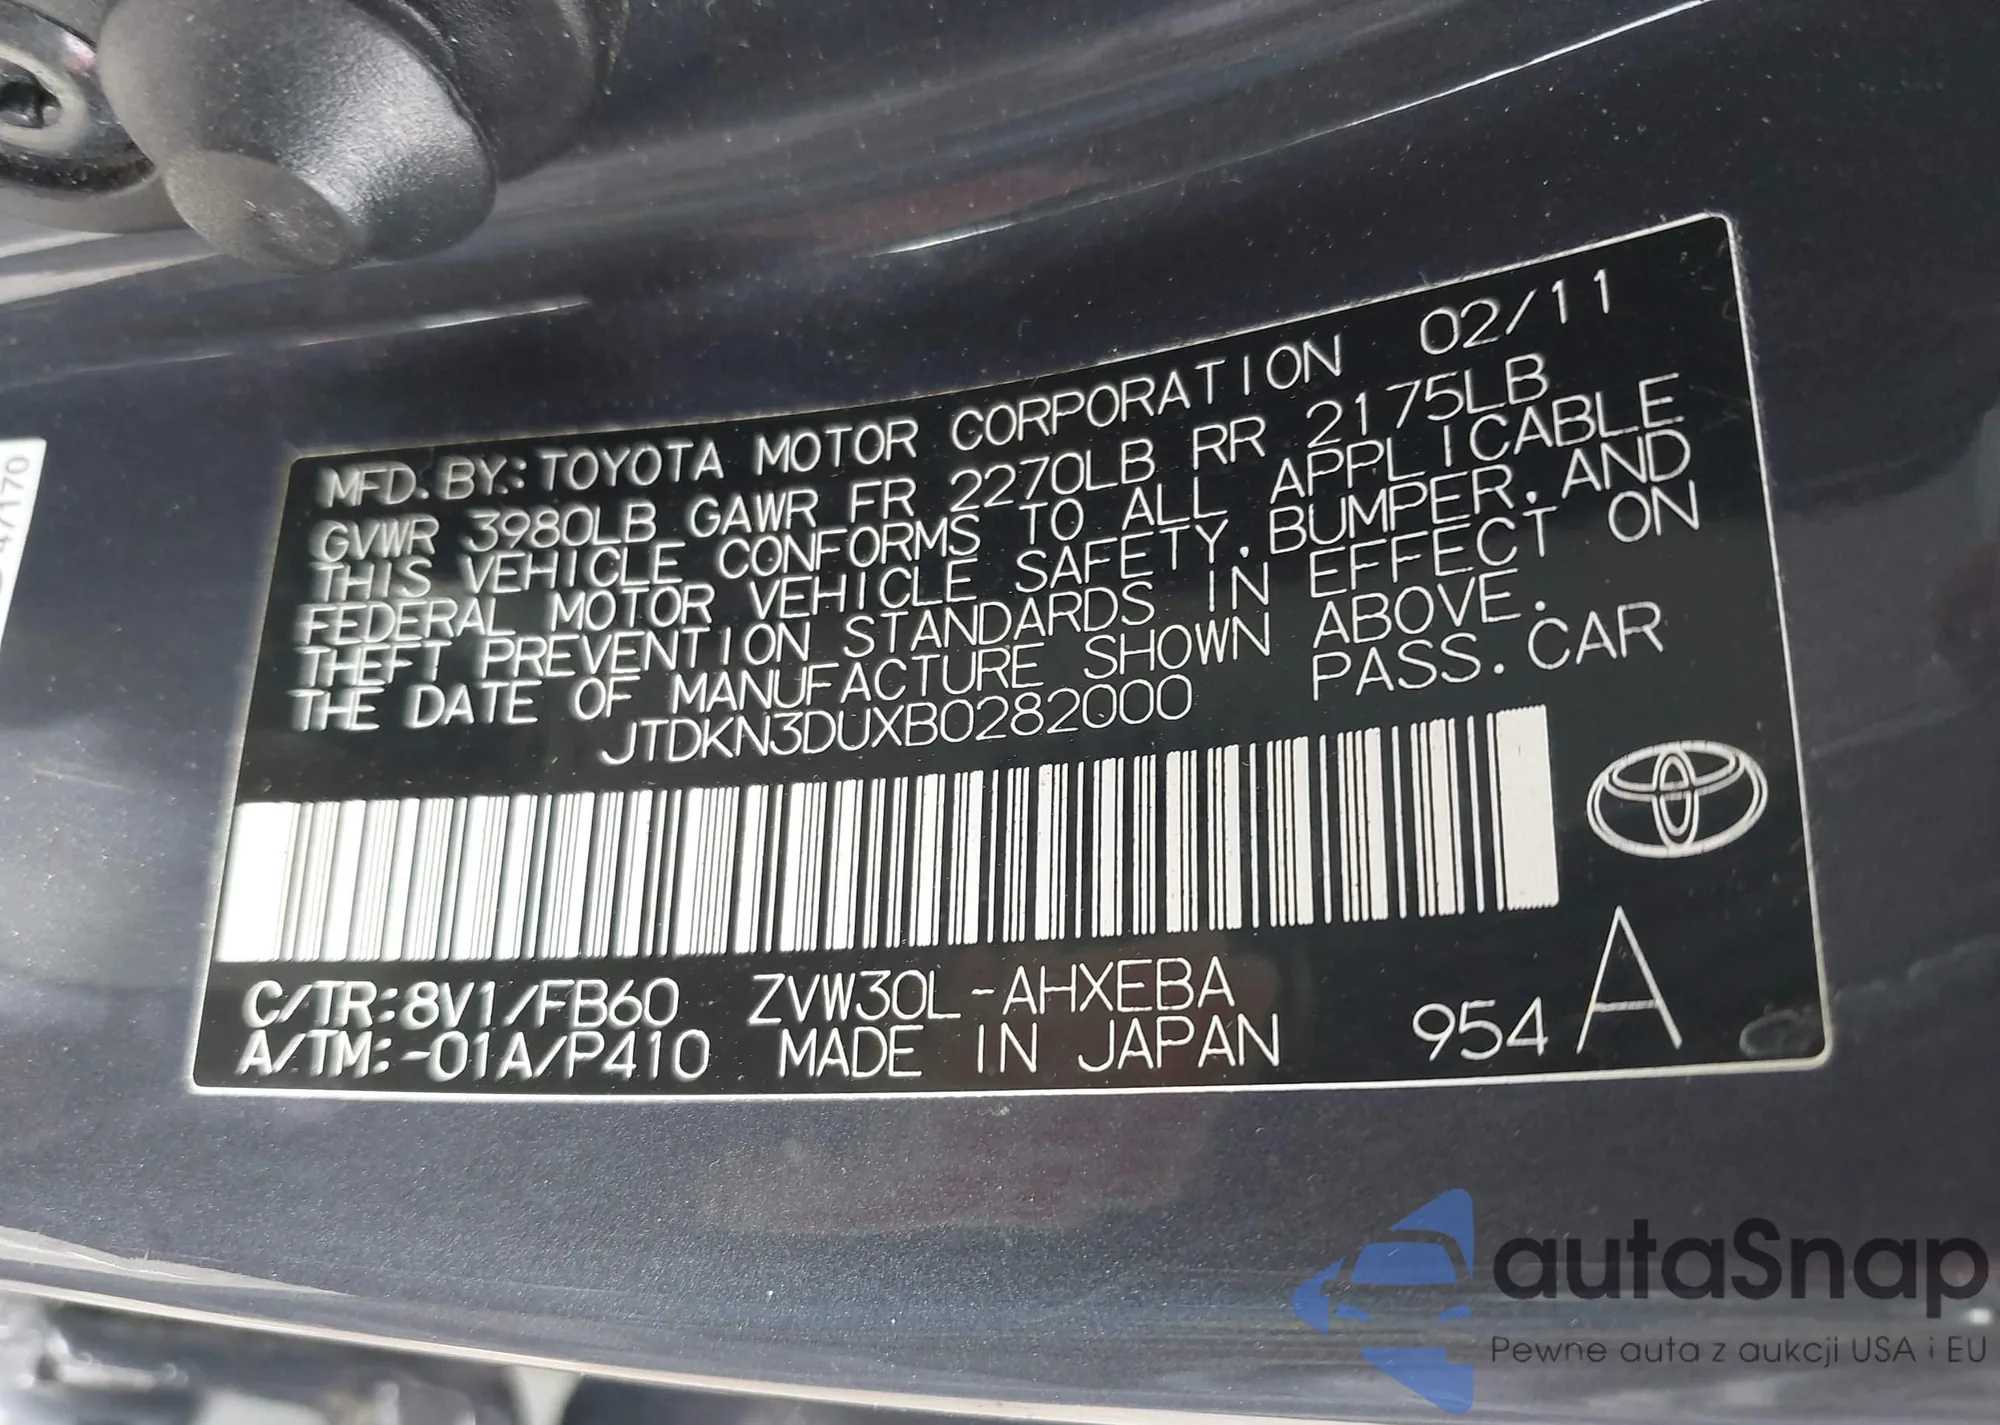 4/170
MFD. BY: TOYOTA MOTOR CORPORATION 02/11
GVWR 3980LB GAWR FR 2270LB RR 2175LB
THIS VEHICLE CONFORMS TO ALL APPLICABLE
FEDERAL MOTOR VEHICLE SAFETY, BUMPER, AND
THEFT PREVENTION STANDARDS IN EFFECT ON
THE DATE OF MANUFACTURE SHOWN ABOVE.
JTDKN3DUXB0282000 PASS. CAR
C/TR:8V1/FB60 ZVW30L-AHXEBA
A/TM:-01A/P410 MADE IN JAPAN 954 A
autaSnap
Pewne auta z aukcji USA i EU